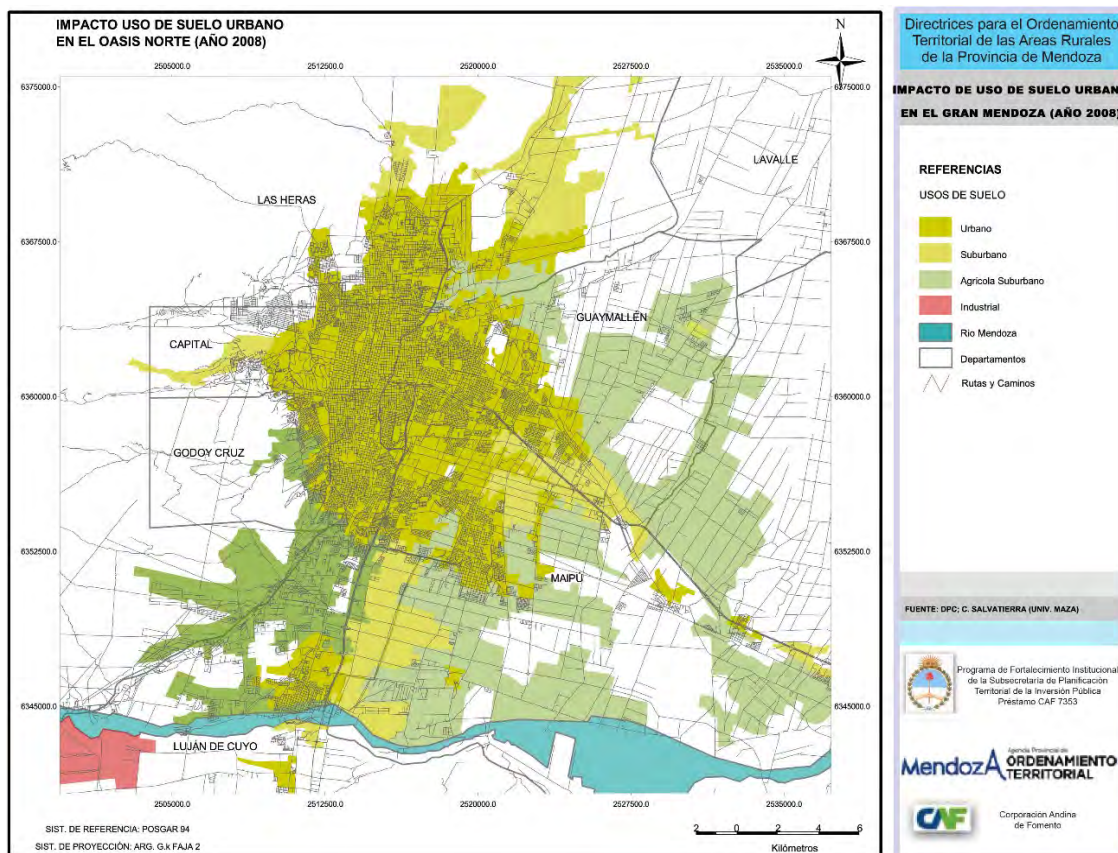 IMPACTO USO DE SUELO URBANO
EN EL OASIS NORTE (AÑO 2008)
N
2505000.0
2512500.0
2520000.0
2527500.0
2535000.0
6375000.0
6375000.0
LAVALLE
LAS HERAS
6367500.0
6367500.0
GUAYMALLÉN
CAPITAL
6360000.0
6360000.0
GODOY CRUZ
6352500.0
6352500.0
MAIPÚ
6345000.0
6345000.0
LUJÁN DE CUYO
2505000.0
2512500.0
2520000.0
2527500.0
2535000.0
SIST. DE REFERENCIA: POSGAR 94
SIST. DE PROYECCIÓN: ARG. G.k FAJA 2
2 0 2 4 6
Kilómetros
Directrices para el Ordenamiento
Territorial de las Areas Rurales
de la Provincia de Mendoza
IMPACTO DE USO DE SUELO URBAN
EN EL GRAN MENDOZA (AÑO 2008)
REFERENCIAS
USOS DE SUELO
Urbano
Suburbano
Agrícola Suburbano
Industrial
Rio Mendoza
Departamentos
Rutas y Caminos
FUENTE: DPC; C. SALVATIERRA (UNIV. MAZA)
Programa de Fortalecimiento Institucional
de la Subsecretaría de Planificación
Territorial de la Inversión Pública
Préstamo CAF 7353
Agencia Provincial de
MendozA ORDENAMIENTO
TERRITORIAL
CAF
Corporación Andina
de Fomento